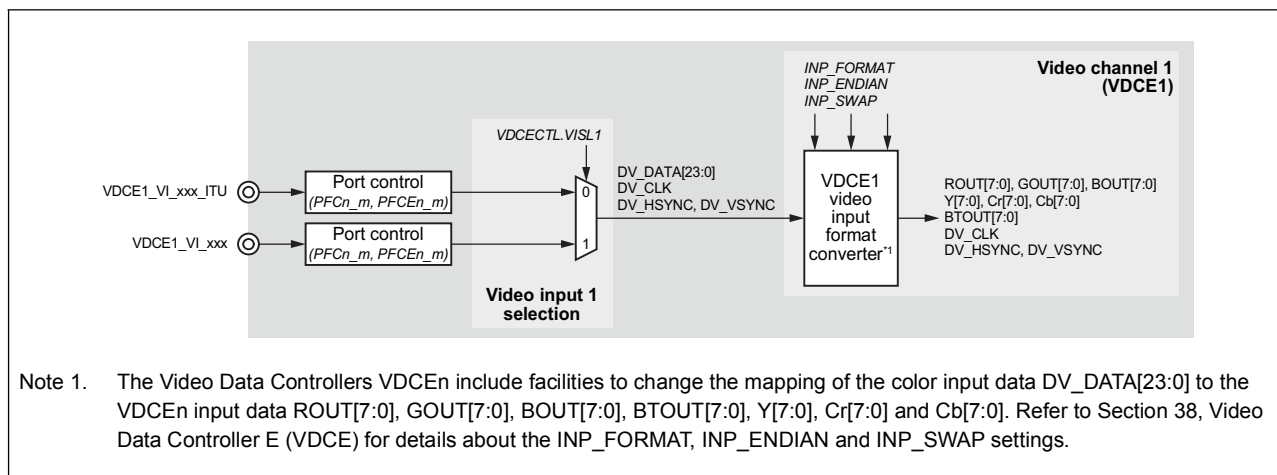 INP_FORMAT
INP_ENDIAN
INP_SWAP
Video channel 1
(VDCE1)
VDCECTL.VISL1
VDCE1_VI_xxx_ITU
Port control
(PFCn_m, PFCEn_m)
0
DV_DATA[23:0]
DV_CLK
DV_HSYNC, DV_VSYNC
VDCE1
video
input
format
converter*1
ROUT[7:0], GOUT[7:0], BOUT[7:0]
Y[7:0], Cr[7:0], Cb[7:0]
BTOUT[7:0]
DV_CLK
DV_HSYNC, DV_VSYNC
VDCE1_VI_xxx
Port control
(PFCn_m, PFCEn_m)
1
Video input 1
selection
Note 1. The Video Data Controllers VDCEn include facilities to change the mapping of the color input data DV_DATA[23:0] to the
VDCEn input data ROUT[7:0], GOUT[7:0], BOUT[7:0], BTOUT[7:0], Y[7:0], Cr[7:0] and Cb[7:0]. Refer to Section 38, Video
Data Controller E (VDCE) for details about the INP_FORMAT, INP_ENDIAN and INP_SWAP settings.